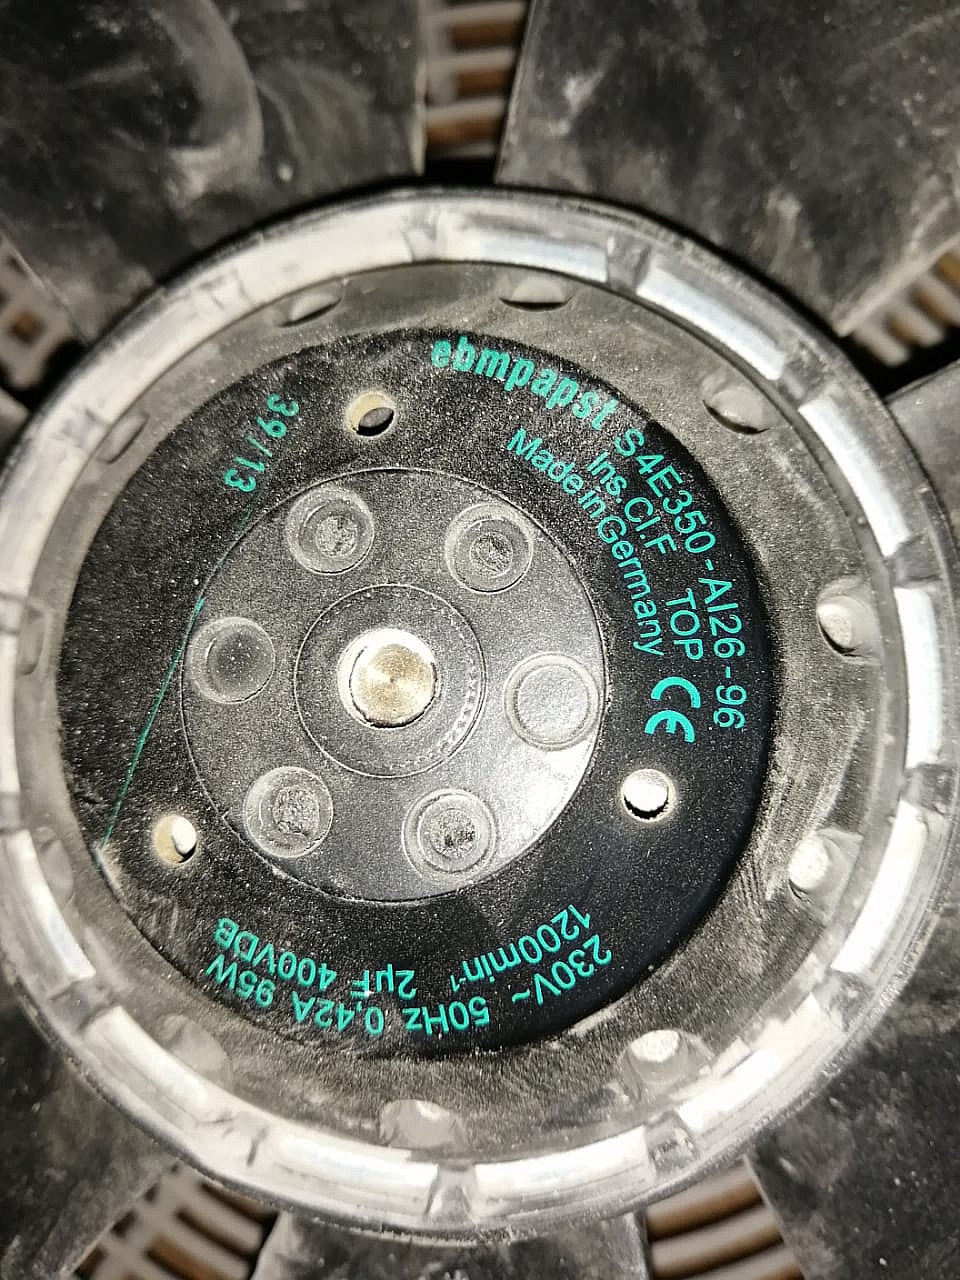 ebmpapst S4E350-AI26-96
Ins.Cl.F TOP
Made in Germany
CE
230V~ 50Hz 0,42A 95W
1200min⁻¹ 2µF 400VDB
39/13